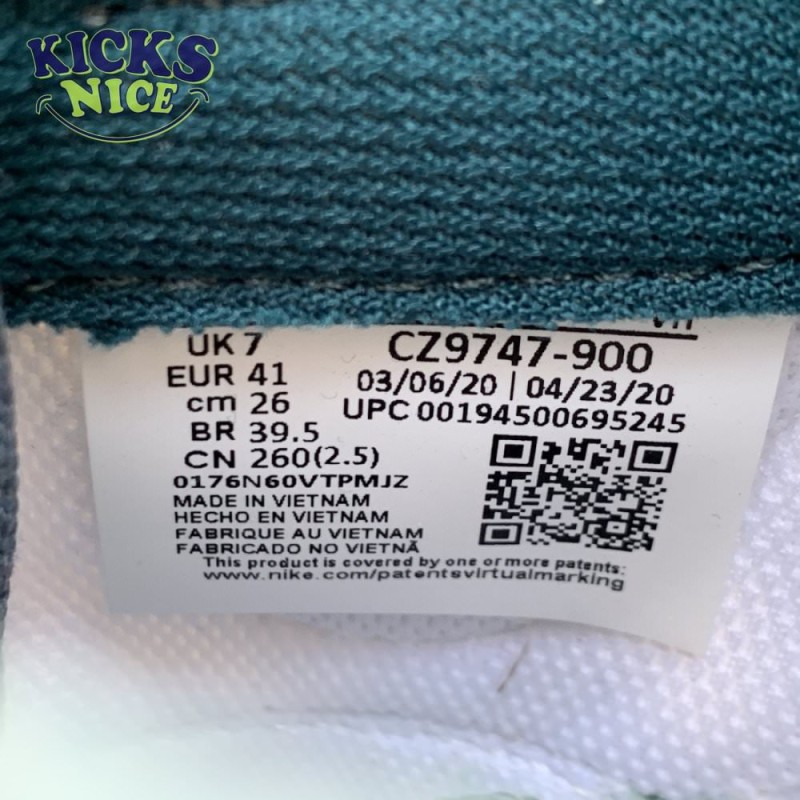 KICKS
NICE
UK 7
EUR 41
cm 26
BR 39.5
CN 260(2.5)
0176N60VTPMJZ
MADE IN VIETNAM
HECHO EN VIETNAM
FABRIQUE AU VIETNAM
FABRICADO NO VIETNÃ
CZ9747-900
03/06/20 | 04/23/20
UPC 00194500695245
This product is covered by one or more patents:
www.nike.com/patentsvirtualmarking